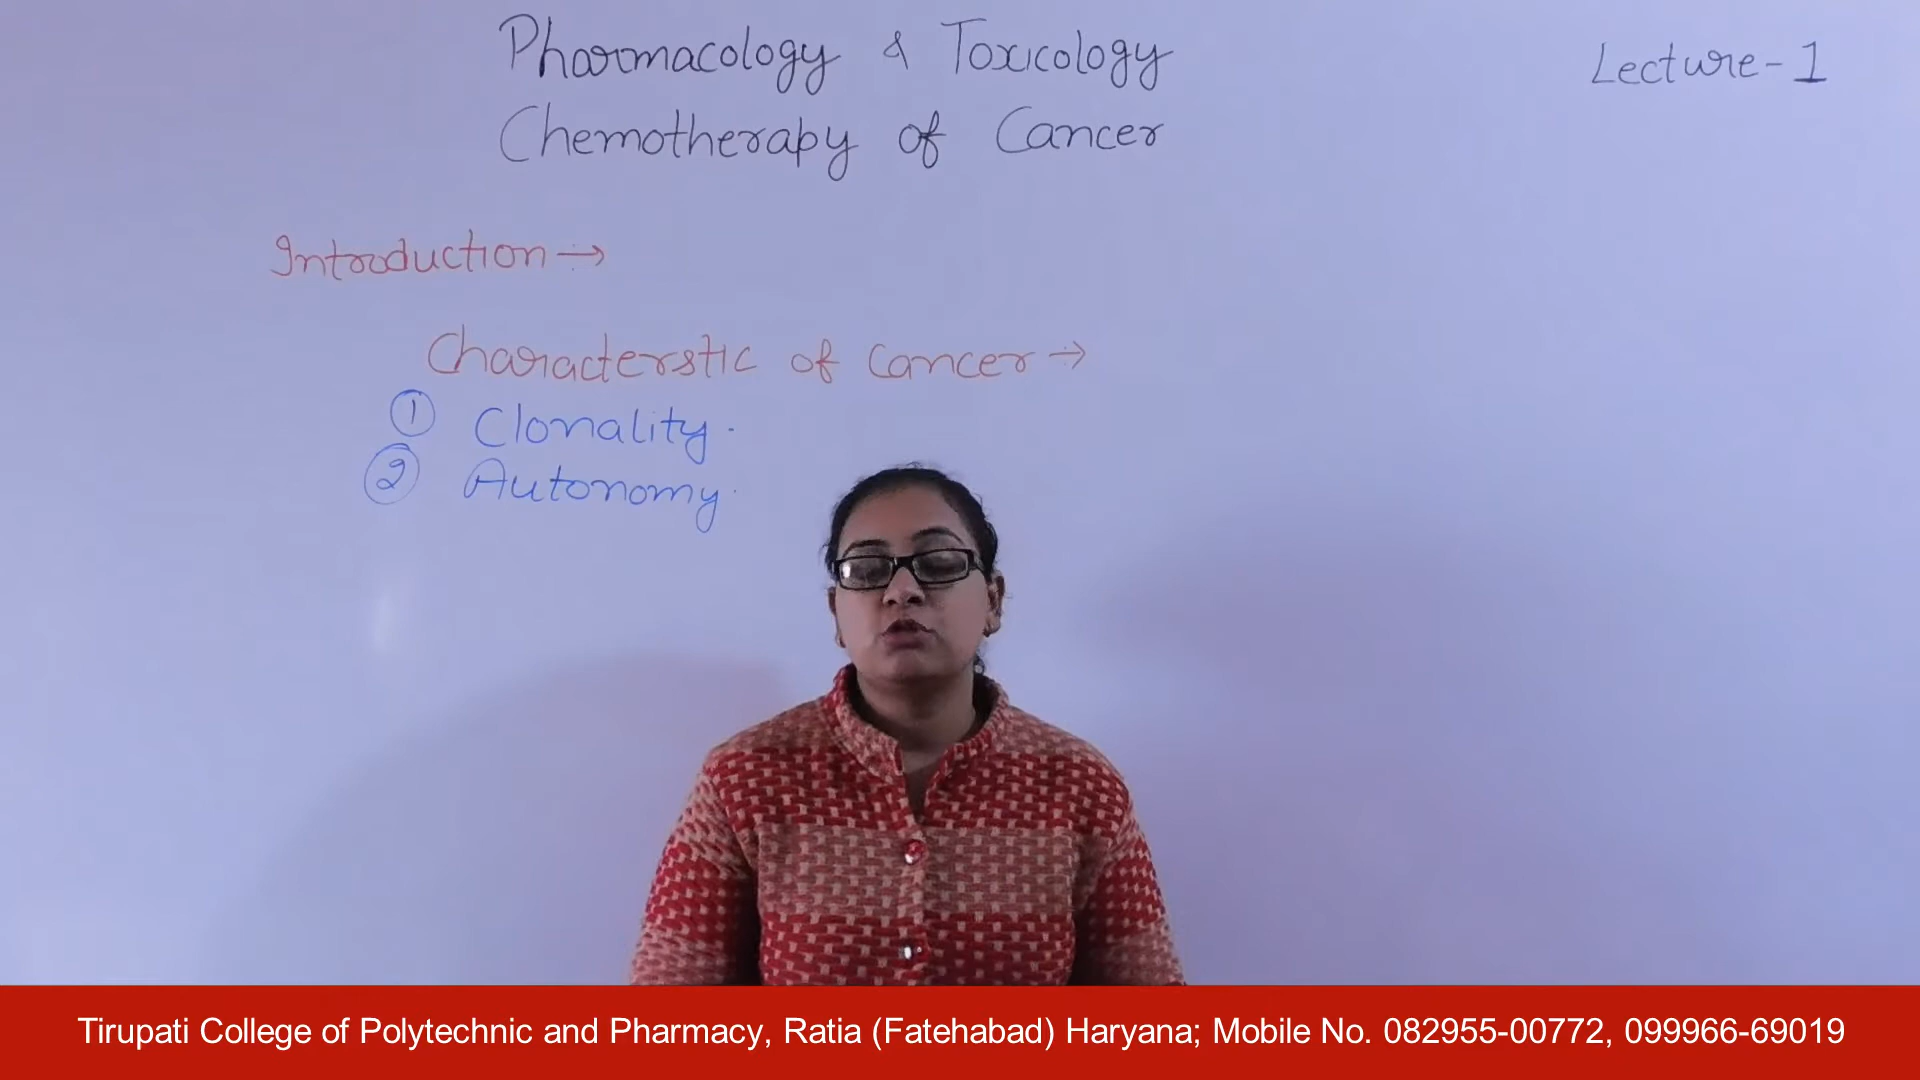 Pharmacology & Toxicology
Lecture-1
Chemotherapy of Cancer
Introduction →
Characterstic of cancer →
① Clonality.
② Autonomy.
Tirupati College of Polytechnic and Pharmacy, Ratia (Fatehabad) Haryana; Mobile No. 082955-00772, 099966-69019